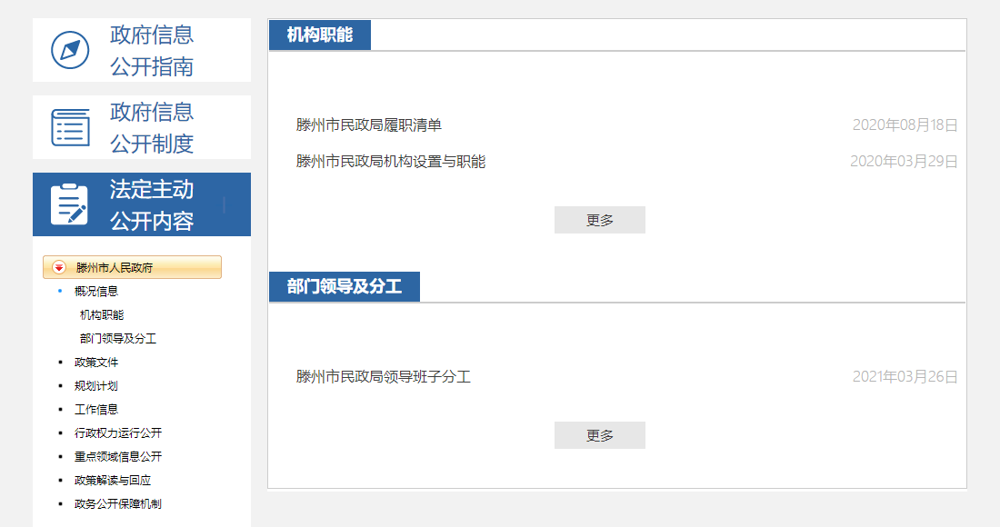 政府信息
公开指南
政府信息
公开制度
法定主动
公开内容
滕州市人民政府
概况信息
机构职能
部门领导及分工
政策文件
规划计划
工作信息
行政权力运行公开
重点领域信息公开
政策解读与回应
政务公开保障机制
机构职能
滕州市民政局履职清单 2020年08月18日
滕州市民政局机构设置与职能 2020年03月29日
更多
部门领导及分工
滕州市民政局领导班子分工 2021年03月26日
更多